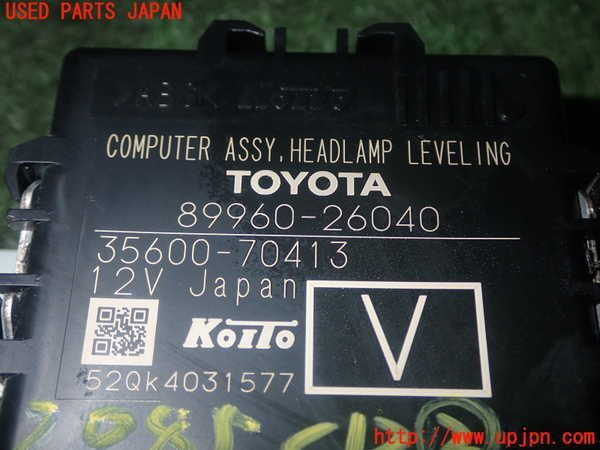 USED PARTS JAPAN
COMPUTER ASSY,HEADLAMP LEVELING
TOYOTA
89960-26040
35600-70413
12V Japan
KOITO
V
52Qk4031577
http://www.upjpn.com